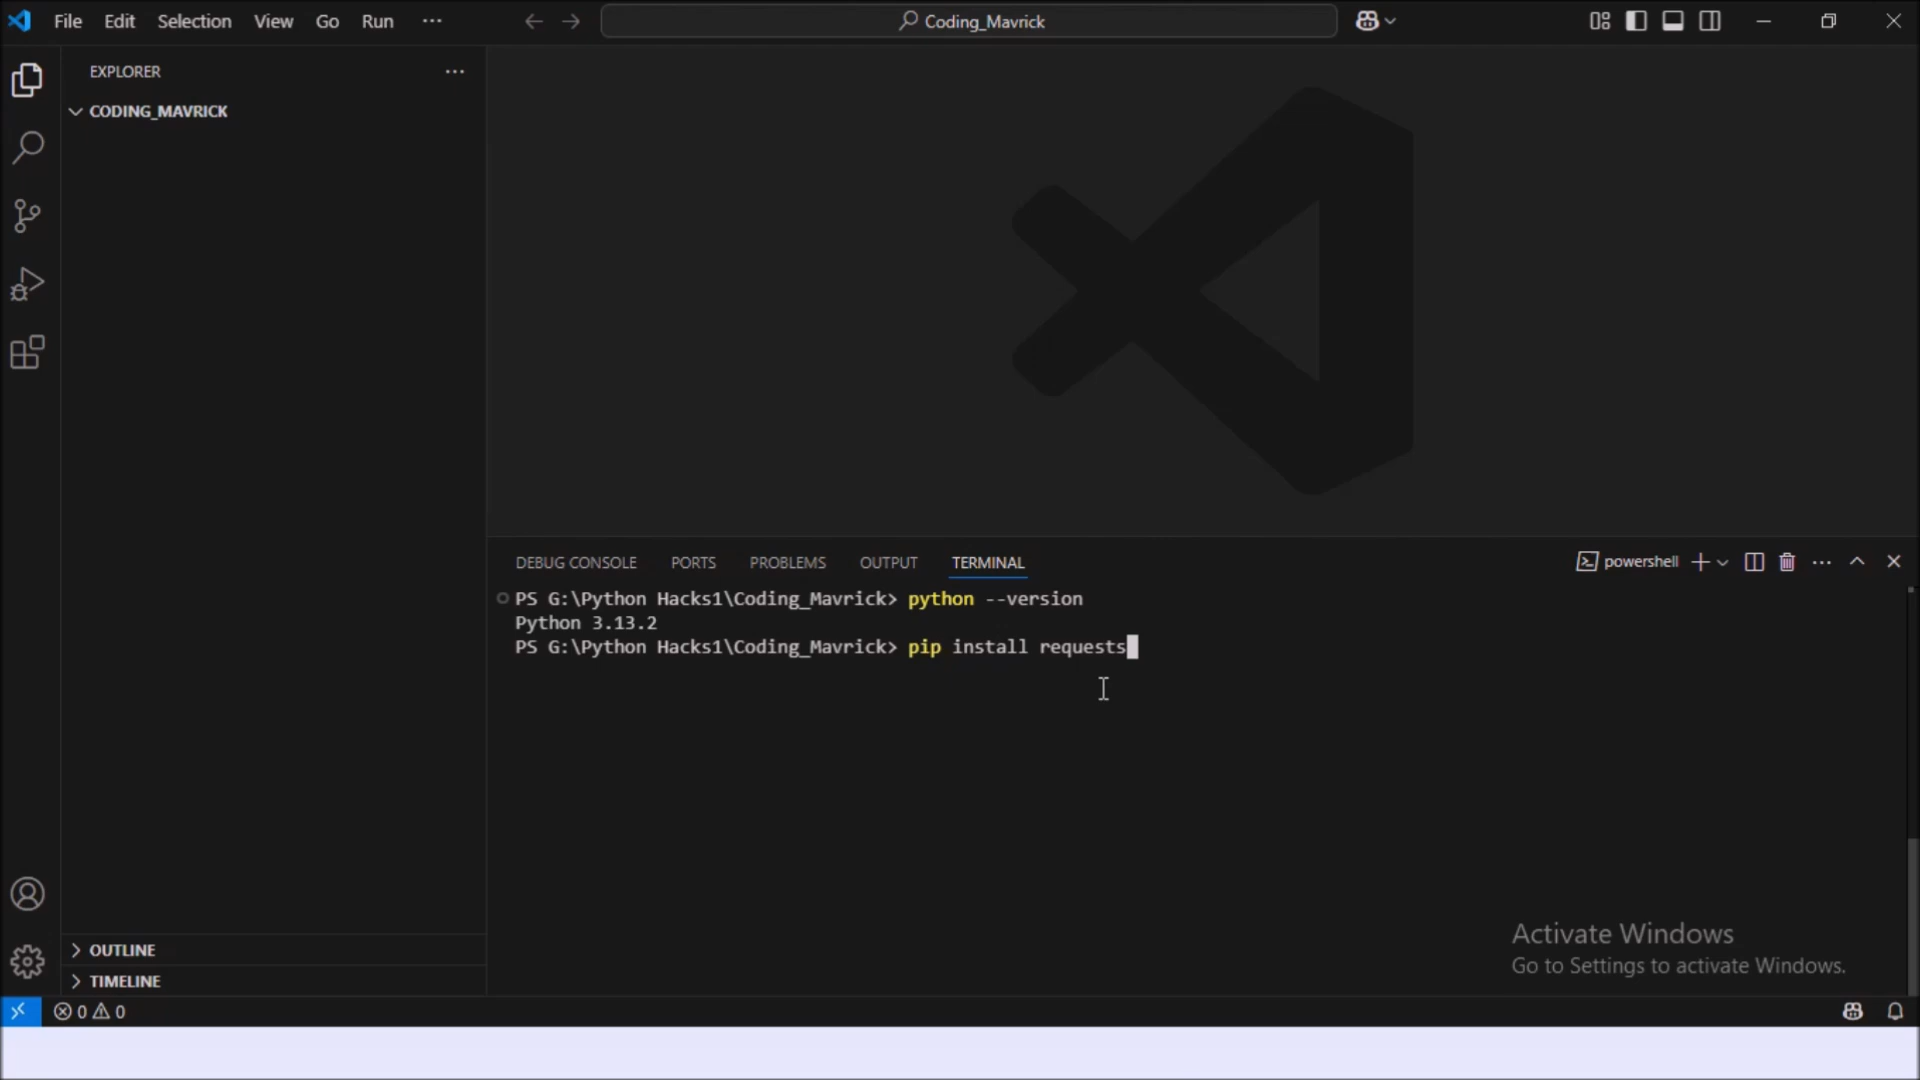 File Edit Selection View Go Run ···
Coding_Mavrick
EXPLORER
CODING_MAVRICK
DEBUG CONSOLE PORTS PROBLEMS OUTPUT TERMINAL
powershell
PS G:\Python Hacks1\Coding_Mavrick> python --version
Python 3.13.2
PS G:\Python Hacks1\Coding_Mavrick> pip install requests
Activate Windows
Go to Settings to activate Windows.
OUTLINE
TIMELINE
0 0